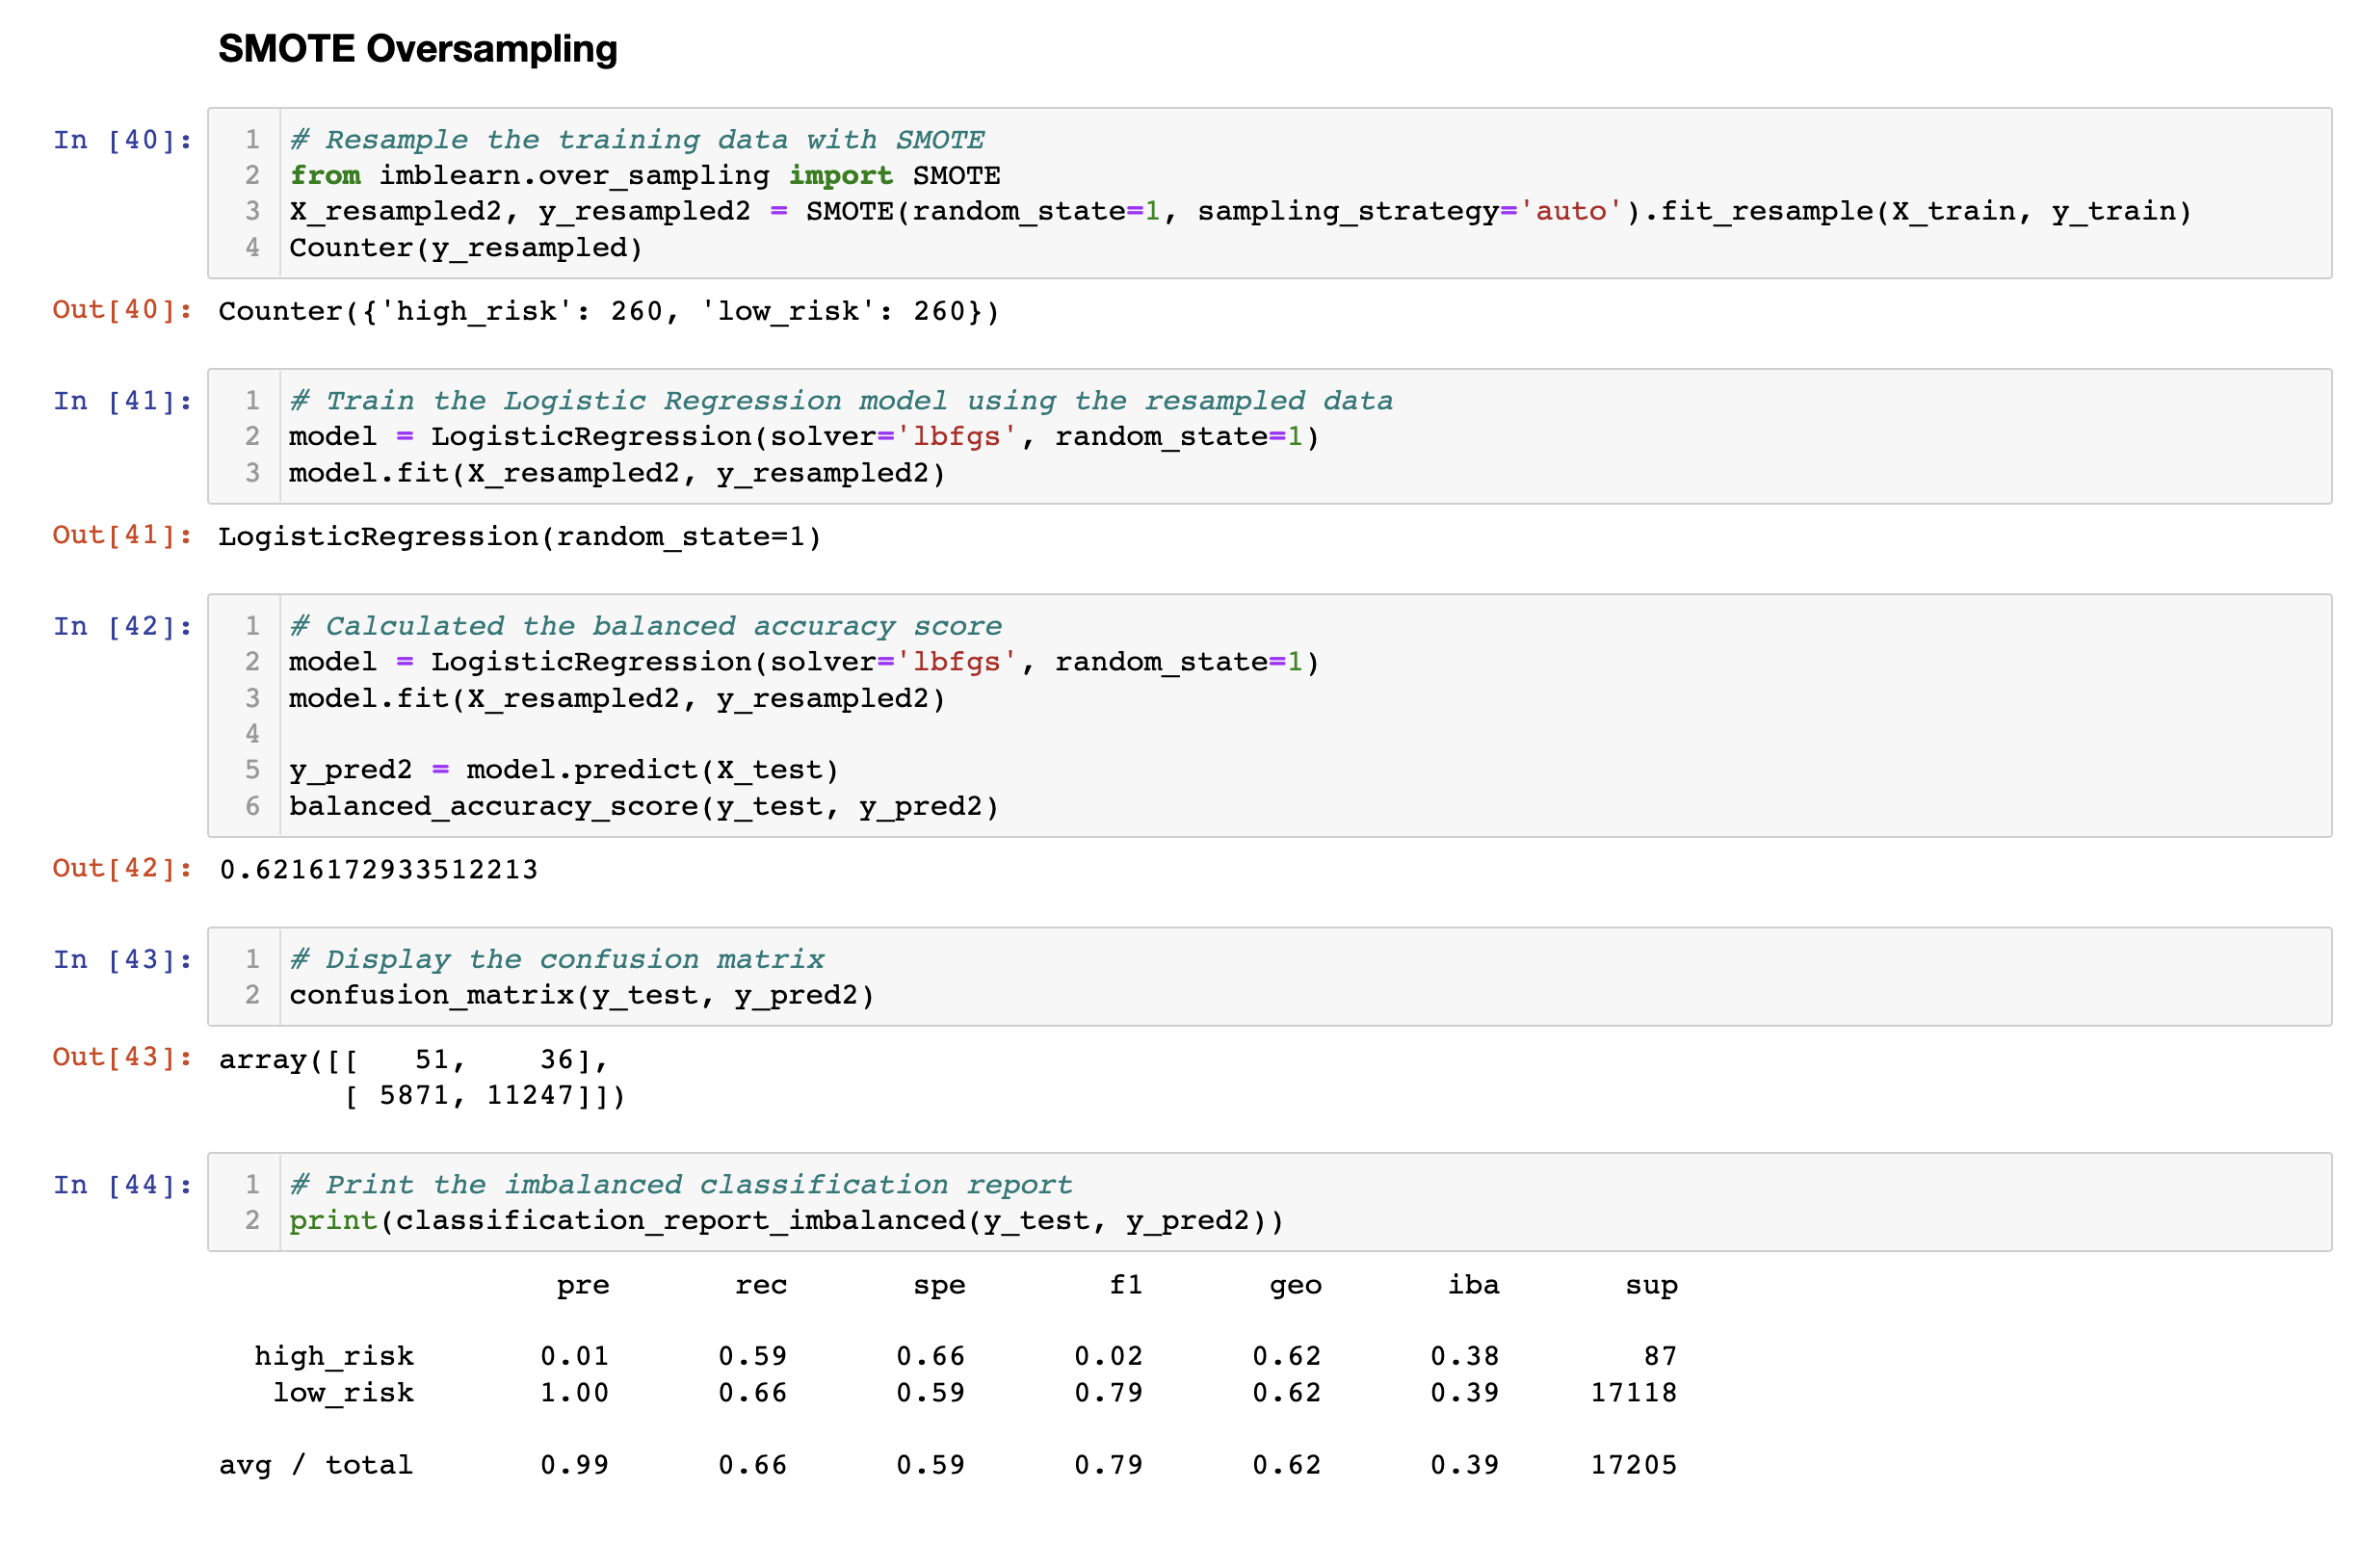 SMOTE Oversampling
In [40]:
1 # Resample the training data with SMOTE
2 from imblearn.over_sampling import SMOTE
3 X_resampled2, y_resampled2 = SMOTE(random_state=1, sampling_strategy='auto').fit_resample(X_train, y_train)
4 Counter(y_resampled)
Out[40]: Counter({'high_risk': 260, 'low_risk': 260})
In [41]:
1 # Train the Logistic Regression model using the resampled data
2 model = LogisticRegression(solver='lbfgs', random_state=1)
3 model.fit(X_resampled2, y_resampled2)
Out[41]: LogisticRegression(random_state=1)
In [42]:
1 # Calculated the balanced accuracy score
2 model = LogisticRegression(solver='lbfgs', random_state=1)
3 model.fit(X_resampled2, y_resampled2)
4
5 y_pred2 = model.predict(X_test)
6 balanced_accuracy_score(y_test, y_pred2)
Out[42]: 0.6216172933512213
In [43]:
1 # Display the confusion matrix
2 confusion_matrix(y_test, y_pred2)
Out[43]: array([[   51,    36],
       [ 5871, 11247]])
In [44]:
1 # Print the imbalanced classification report
2 print(classification_report_imbalanced(y_test, y_pred2))
pre rec spe f1 geo iba sup
high_risk 0.01 0.59 0.66 0.02 0.62 0.38 87
low_risk 1.00 0.66 0.59 0.79 0.62 0.39 17118
avg / total 0.99 0.66 0.59 0.79 0.62 0.39 17205